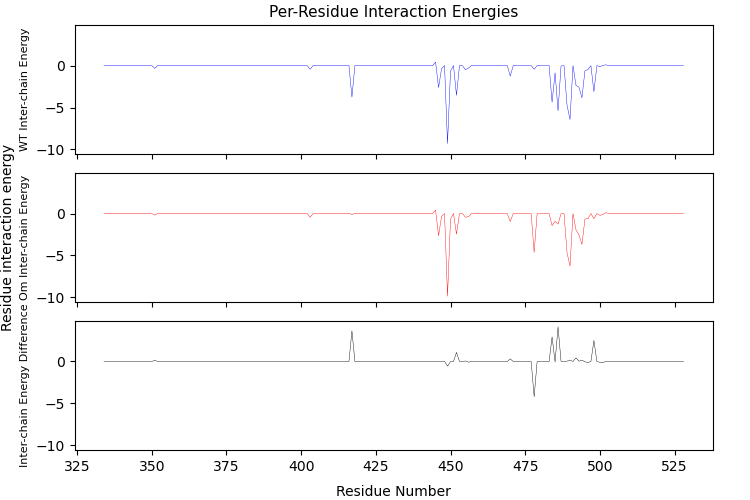 Per-Residue Interaction Energies
WT Inter-chain Energy
0
−5
−10
Residue interaction energy
Om Inter-chain Energy
0
−5
−10
Inter-chain Energy Difference
0
−5
−10
325 350 375 400 425 450 475 500 525
Residue Number